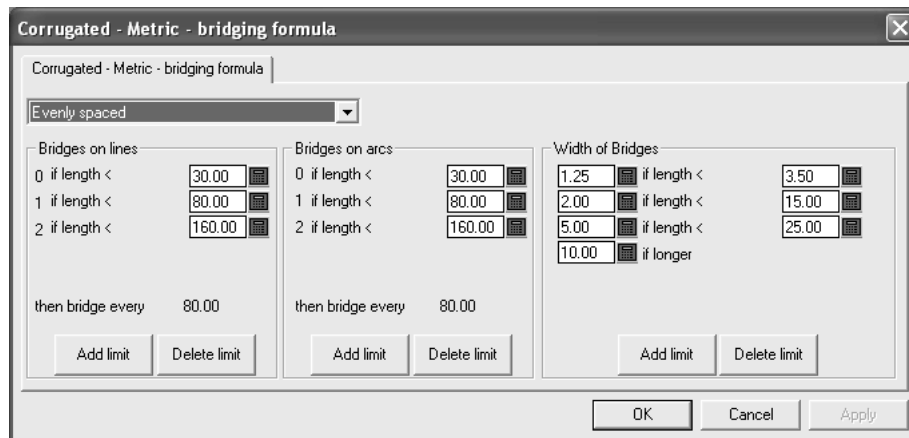 Corrugated - Metric - bridging formula
Corrugated - Metric - bridging formula
Evenly spaced
Bridges on lines
0 if length < 30.00
1 if length < 80.00
2 if length < 160.00
then bridge every 80.00
Add limit Delete limit
Bridges on arcs
0 if length < 30.00
1 if length < 80.00
2 if length < 160.00
then bridge every 80.00
Add limit Delete limit
Width of Bridges
1.25 if length < 3.50
2.00 if length < 15.00
5.00 if length < 25.00
10.00 if longer
Add limit Delete limit
OK Cancel Apply